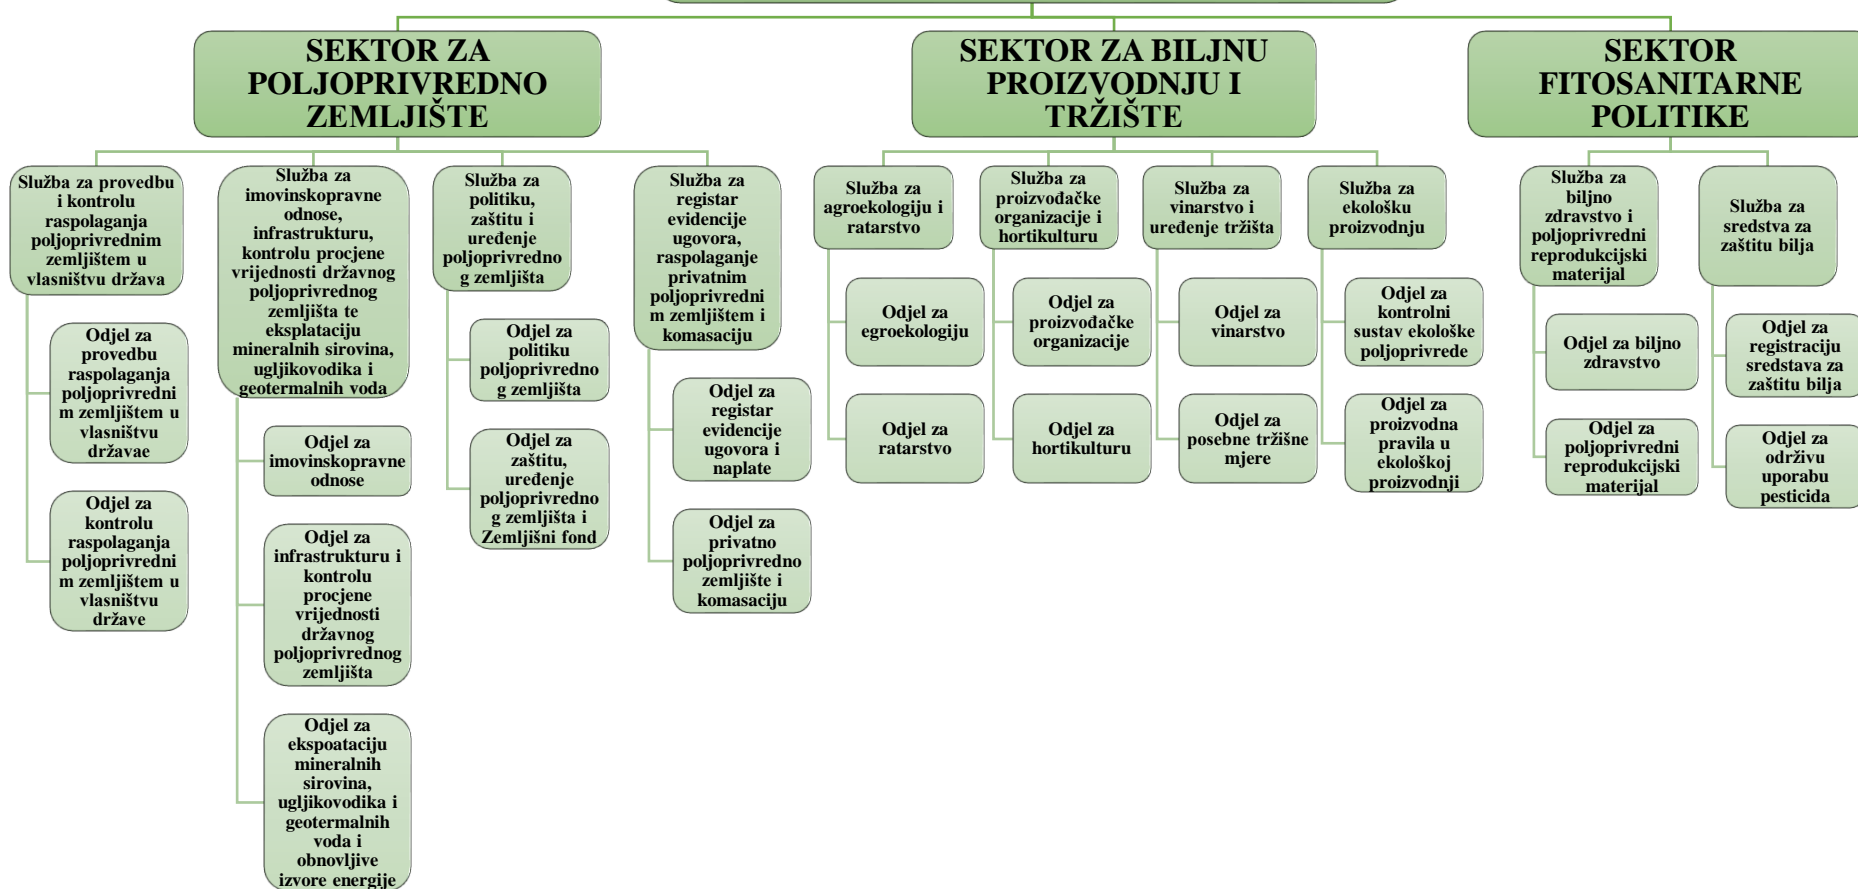 SEKTOR ZA
POLJOPRIVREDNO
ZEMLJIŠTE
Služba za provedbu
i kontrolu
raspolaganja
poljoprivrednim
zemljištem u
vlasništvu država
Odjel za
provedbu
raspolaganja
poljoprivredni
m zemljištem u
vlasništvu
državae
Odjel za
kontrolu
raspolaganja
poljoprivredni
m zemljištem u
vlasništvu
države
Služba za
imovinskopravne
odnose,
infrastrukturu,
kontrolu procjene
vrijednosti državnog
poljoprivrednog
zemljišta te
eksplataciju
mineralnih sirovina,
ugljikovodika i
geotermalnih voda
Odjel za
imovinskopravne
odnose
Odjel za
infrastrukturu i
kontrolu
procjene
vrijednosti
državnog
poljoprivrednog
zemljišta
Odjel za
ekspoataciju
mineralnih
sirovina,
ugljikovodika i
geotermalnih
voda i
obnovljive
izvore energije
Služba za
politiku,
zaštitu i
uređenje
poljoprivredno
g zemljišta
Odjel za
politiku
poljoprivredno
g zemljišta
Odjel za
zaštitu,
uređenje
poljoprivredno
g zemljišta i
Zemljišni fond
Služba za
registar
evidencije
ugovora,
raspolaganje
privatnim
poljoprivredni
m zemljištem i
komasaciju
Odjel za
registar
evidencije
ugovora i
naplate
Odjel za
privatno
poljoprivredno
zemljište i
komasaciju
SEKTOR ZA BILJNU
PROIZVODNJU I
TRŽIŠTE
Služba za
agroekologiju i
ratarstvo
Odjel za
egroekologiju
Odjel za
ratarstvo
Služba za
proizvođačke
organizacije i
hortikulturu
Odjel za
proizvođačke
organizacije
Odjel za
hortikulturu
Služba za
vinarstvo i
uređenje tržišta
Odjel za
vinarstvo
Odjel za
posebne tržišne
mjere
Služba za
ekološku
proizvodnju
Odjel za
kontrolni
sustav ekološke
poljoprivrede
Odjel za
proizvodna
pravila u
ekološkoj
proizvodnji
SEKTOR
FITOSANITARNE
POLITIKE
Služba za
biljno
zdravstvo i
poljoprivredni
reprodukcijski
materijal
Odjel za biljno
zdravstvo
Odjel za
poljoprivredni
reprodukcijski
materijal
Služba za
sredstva za
zaštitu bilja
Odjel za
registraciju
sredstava za
zaštitu bilja
Odjel za
održivu
uporabu
pesticida